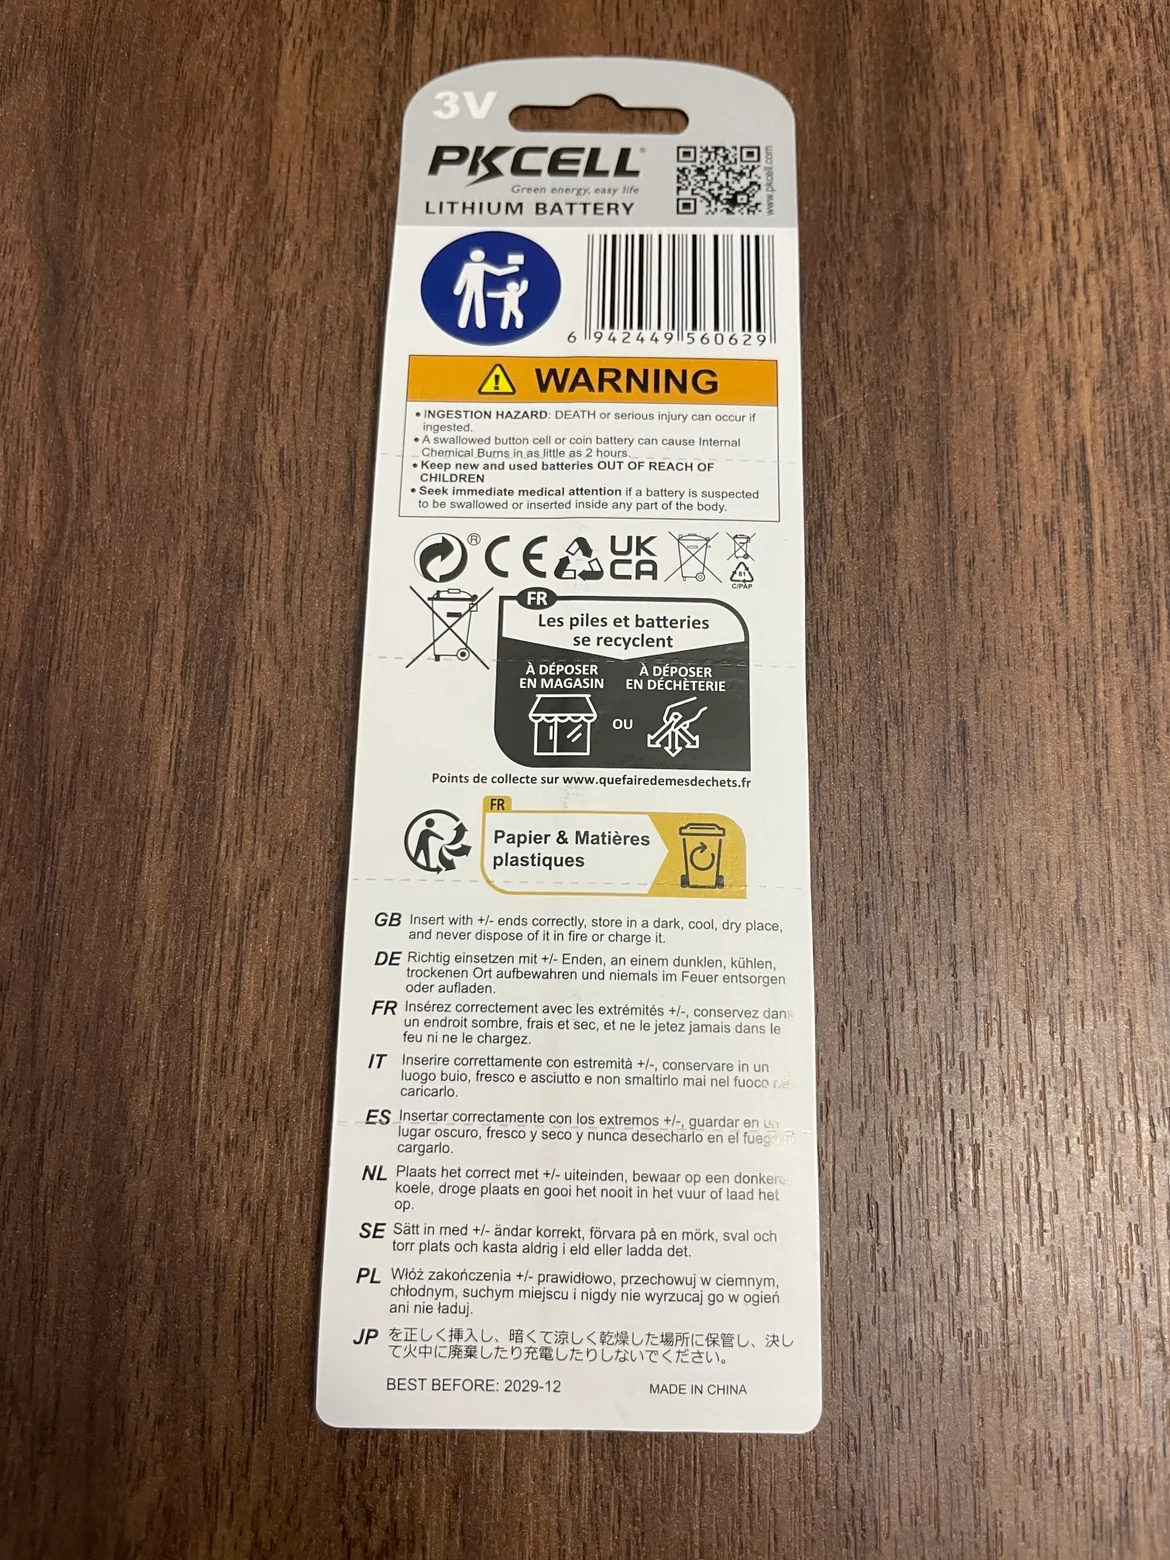 3V
PKCELL®
Green energy, easy life
LITHIUM BATTERY
www.pkcell.com
6 942449 560629
WARNING
• INGESTION HAZARD: DEATH or serious injury can occur if
ingested.
• A swallowed button cell or coin battery can cause Internal
Chemical Burns in as little as 2 hours.
• Keep new and used batteries OUT OF REACH OF
CHILDREN
• Seek immediate medical attention if a battery is suspected
to be swallowed or inserted inside any part of the body.
® CE UK
CA
81
C/PAP
FR
Les piles et batteries
se recyclent
À DÉPOSER
EN MAGASIN
OU
À DÉPOSER
EN DÉCHÈTERIE
Points de collecte sur www.quefairedemesdechets.fr
FR
Papier & Matières
plastiques
GB Insert with +/- ends correctly, store in a dark, cool, dry place,
and never dispose of it in fire or charge it.
DE Richtig einsetzen mit +/- Enden, an einem dunklen, kühlen,
trockenen Ort aufbewahren und niemals im Feuer entsorgen
oder aufladen.
FR Insérez correctement avec les extrémités +/-, conservez dans
un endroit sombre, frais et sec, et ne le jetez jamais dans le
feu ni ne le chargez.
IT Inserire correttamente con estremità +/-, conservare in un
luogo buio, fresco e asciutto e non smaltirlo mai nel fuoco né
caricarlo.
ES Insertar correctamente con los extremos +/-, guardar en un
lugar oscuro, fresco y seco y nunca desecharlo en el fuego
cargarlo.
NL Plaats het correct met +/- uiteinden, bewaar op een donkere,
koele, droge plaats en gooi het nooit in het vuur of laad het
op.
SE Sätt in med +/- ändar korrekt, förvara på en mörk, sval och
torr plats och kasta aldrig i eld eller ladda det.
PL Włóż zakończenia +/- prawidłowo, przechowuj w ciemnym,
chłodnym, suchym miejscu i nigdy nie wyrzucaj go w ogień
ani nie ładuj.
JP を正しく挿入し、暗くて涼しく乾燥した場所に保管し、決し
て火中に廃棄したり充電したりしないでください。
BEST BEFORE: 2029-12
MADE IN CHINA